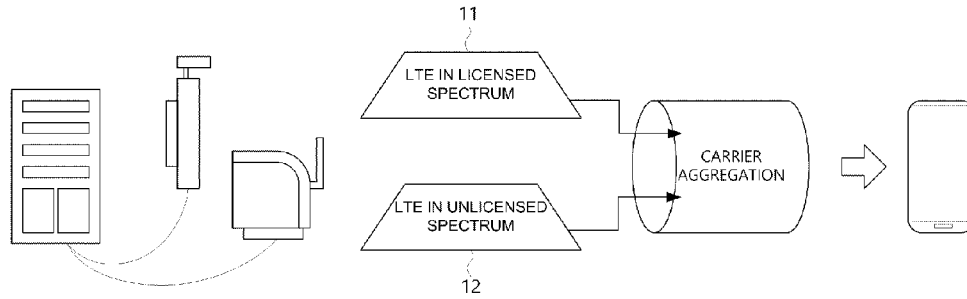 11
LTE IN LICENSED
SPECTRUM
CARRIER
AGGREGATION
LTE IN UNLICENSED
SPECTRUM
12